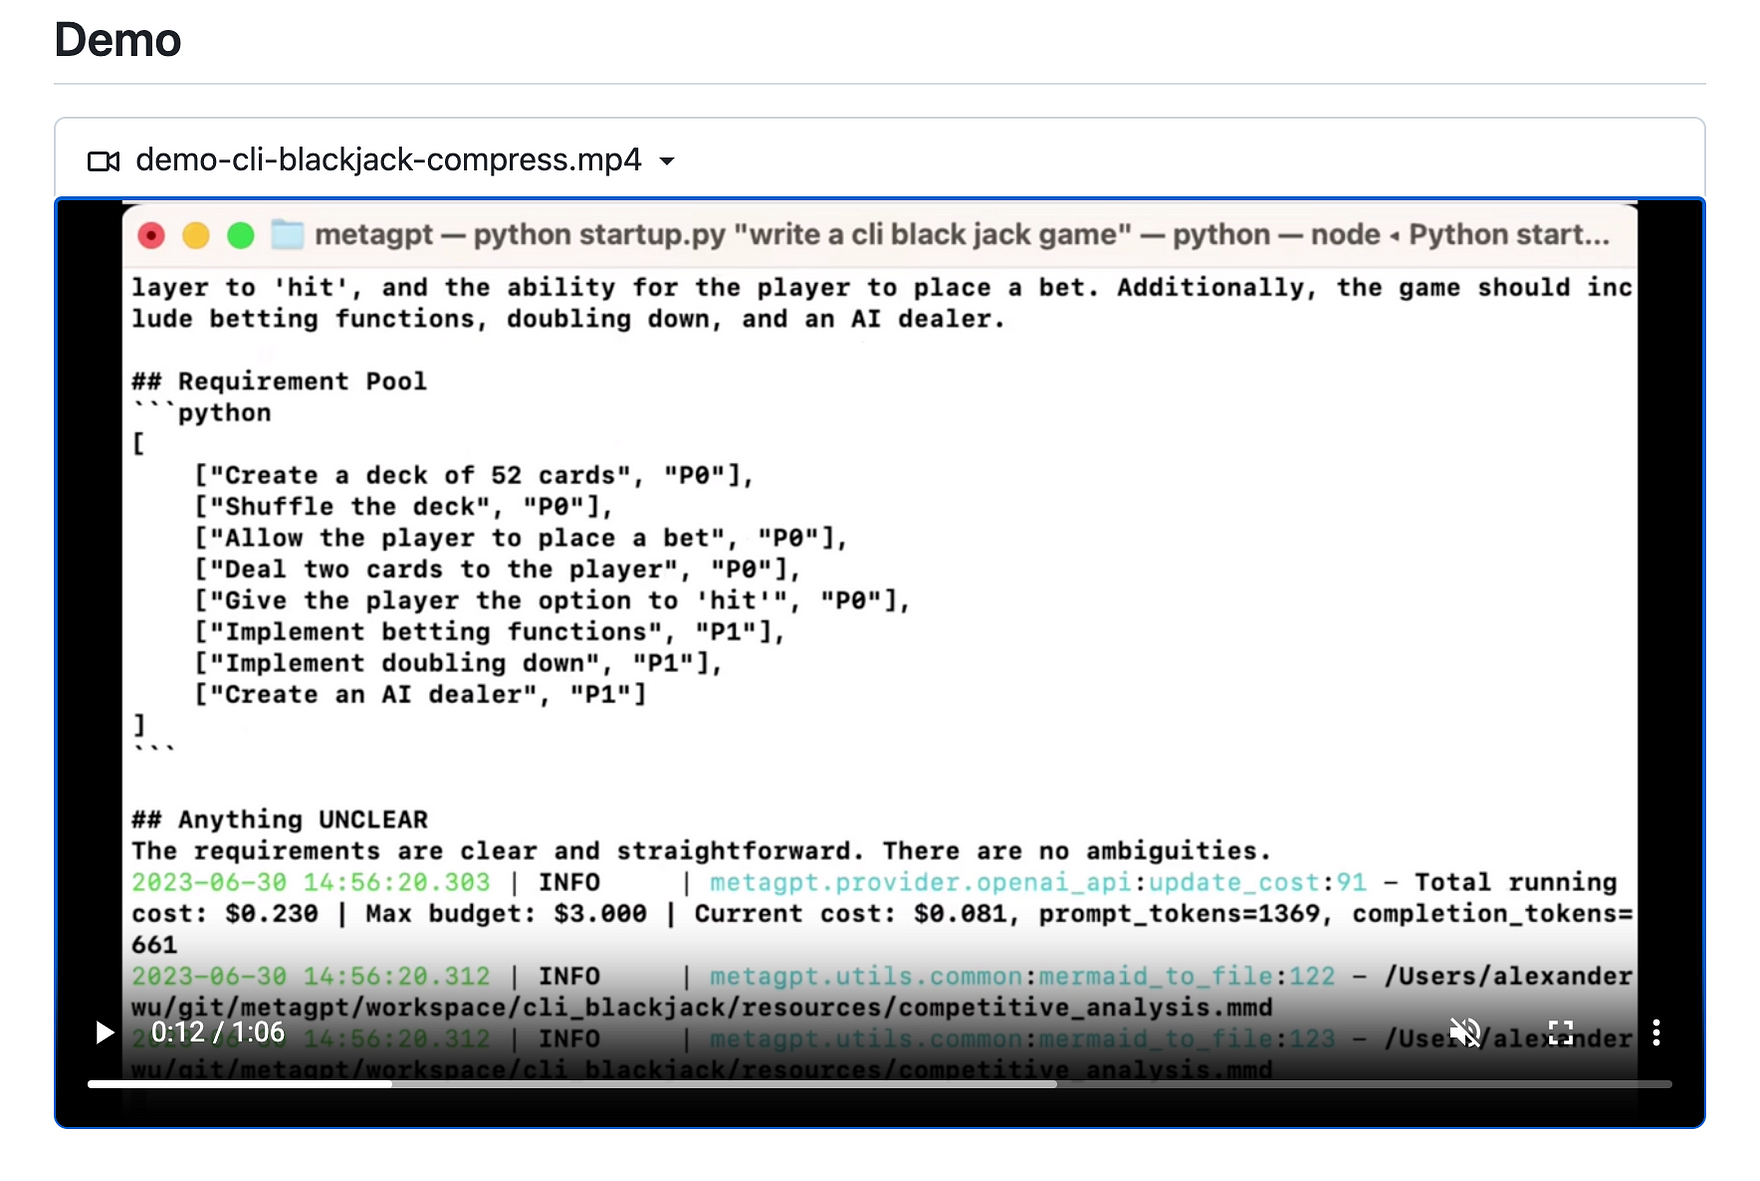 Demo
demo-cli-blackjack-compress.mp4
metagpt — python startup.py "write a cli black jack game" — python — node ◂ Python start...
layer to 'hit', and the ability for the player to place a bet. Additionally, the game should inc
lude betting functions, doubling down, and an AI dealer.
## Requirement Pool
```python
[
    ["Create a deck of 52 cards", "P0"],
    ["Shuffle the deck", "P0"],
    ["Allow the player to place a bet", "P0"],
    ["Deal two cards to the player", "P0"],
    ["Give the player the option to 'hit'", "P0"],
    ["Implement betting functions", "P1"],
    ["Implement doubling down", "P1"],
    ["Create an AI dealer", "P1"]
]
```
## Anything UNCLEAR
The requirements are clear and straightforward. There are no ambiguities.
2023-06-30 14:56:20.303 | INFO     | metagpt.provider.openai_api:update_cost:91 - Total running
cost: $0.230 | Max budget: $3.000 | Current cost: $0.081, prompt_tokens=1369, completion_tokens=
661
2023-06-30 14:56:20.312 | INFO     | metagpt.utils.common:mermaid_to_file:122 - /Users/alexander
wu/git/metagpt/workspace/cli_blackjack/resources/competitive_analysis.mmd
0:12 / 1:06
2023-06-30 14:56:20.312 | INFO     | metagpt.utils.common:mermaid_to_file:123 - /Users/alexander
wu/git/metagpt/workspace/cli_blackjack/resources/competitive_analysis.mmd